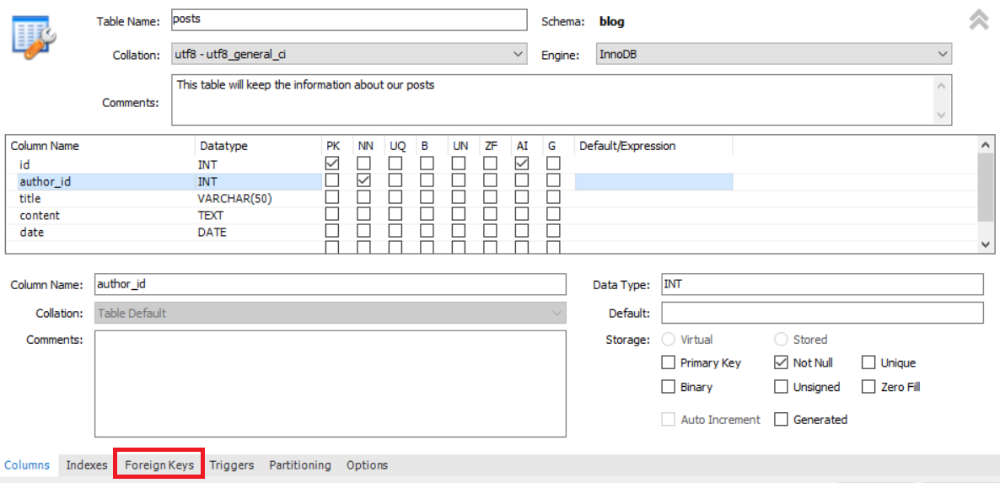 Table Name: posts Schema: blog
Collation: utf8 - utf8_general_ci Engine: InnoDB
Comments: This table will keep the information about our posts
Column Name Datatype PK NN UQ B UN ZF AI G Default/Expression
id INT
author_id INT
title VARCHAR(50)
content TEXT
date DATE
Column Name: author_id Data Type: INT
Collation: Table Default Default:
Comments: Storage: Virtual Stored
Primary Key Not Null Unique
Binary Unsigned Zero Fill
Auto Increment Generated
Columns Indexes Foreign Keys Triggers Partitioning Options